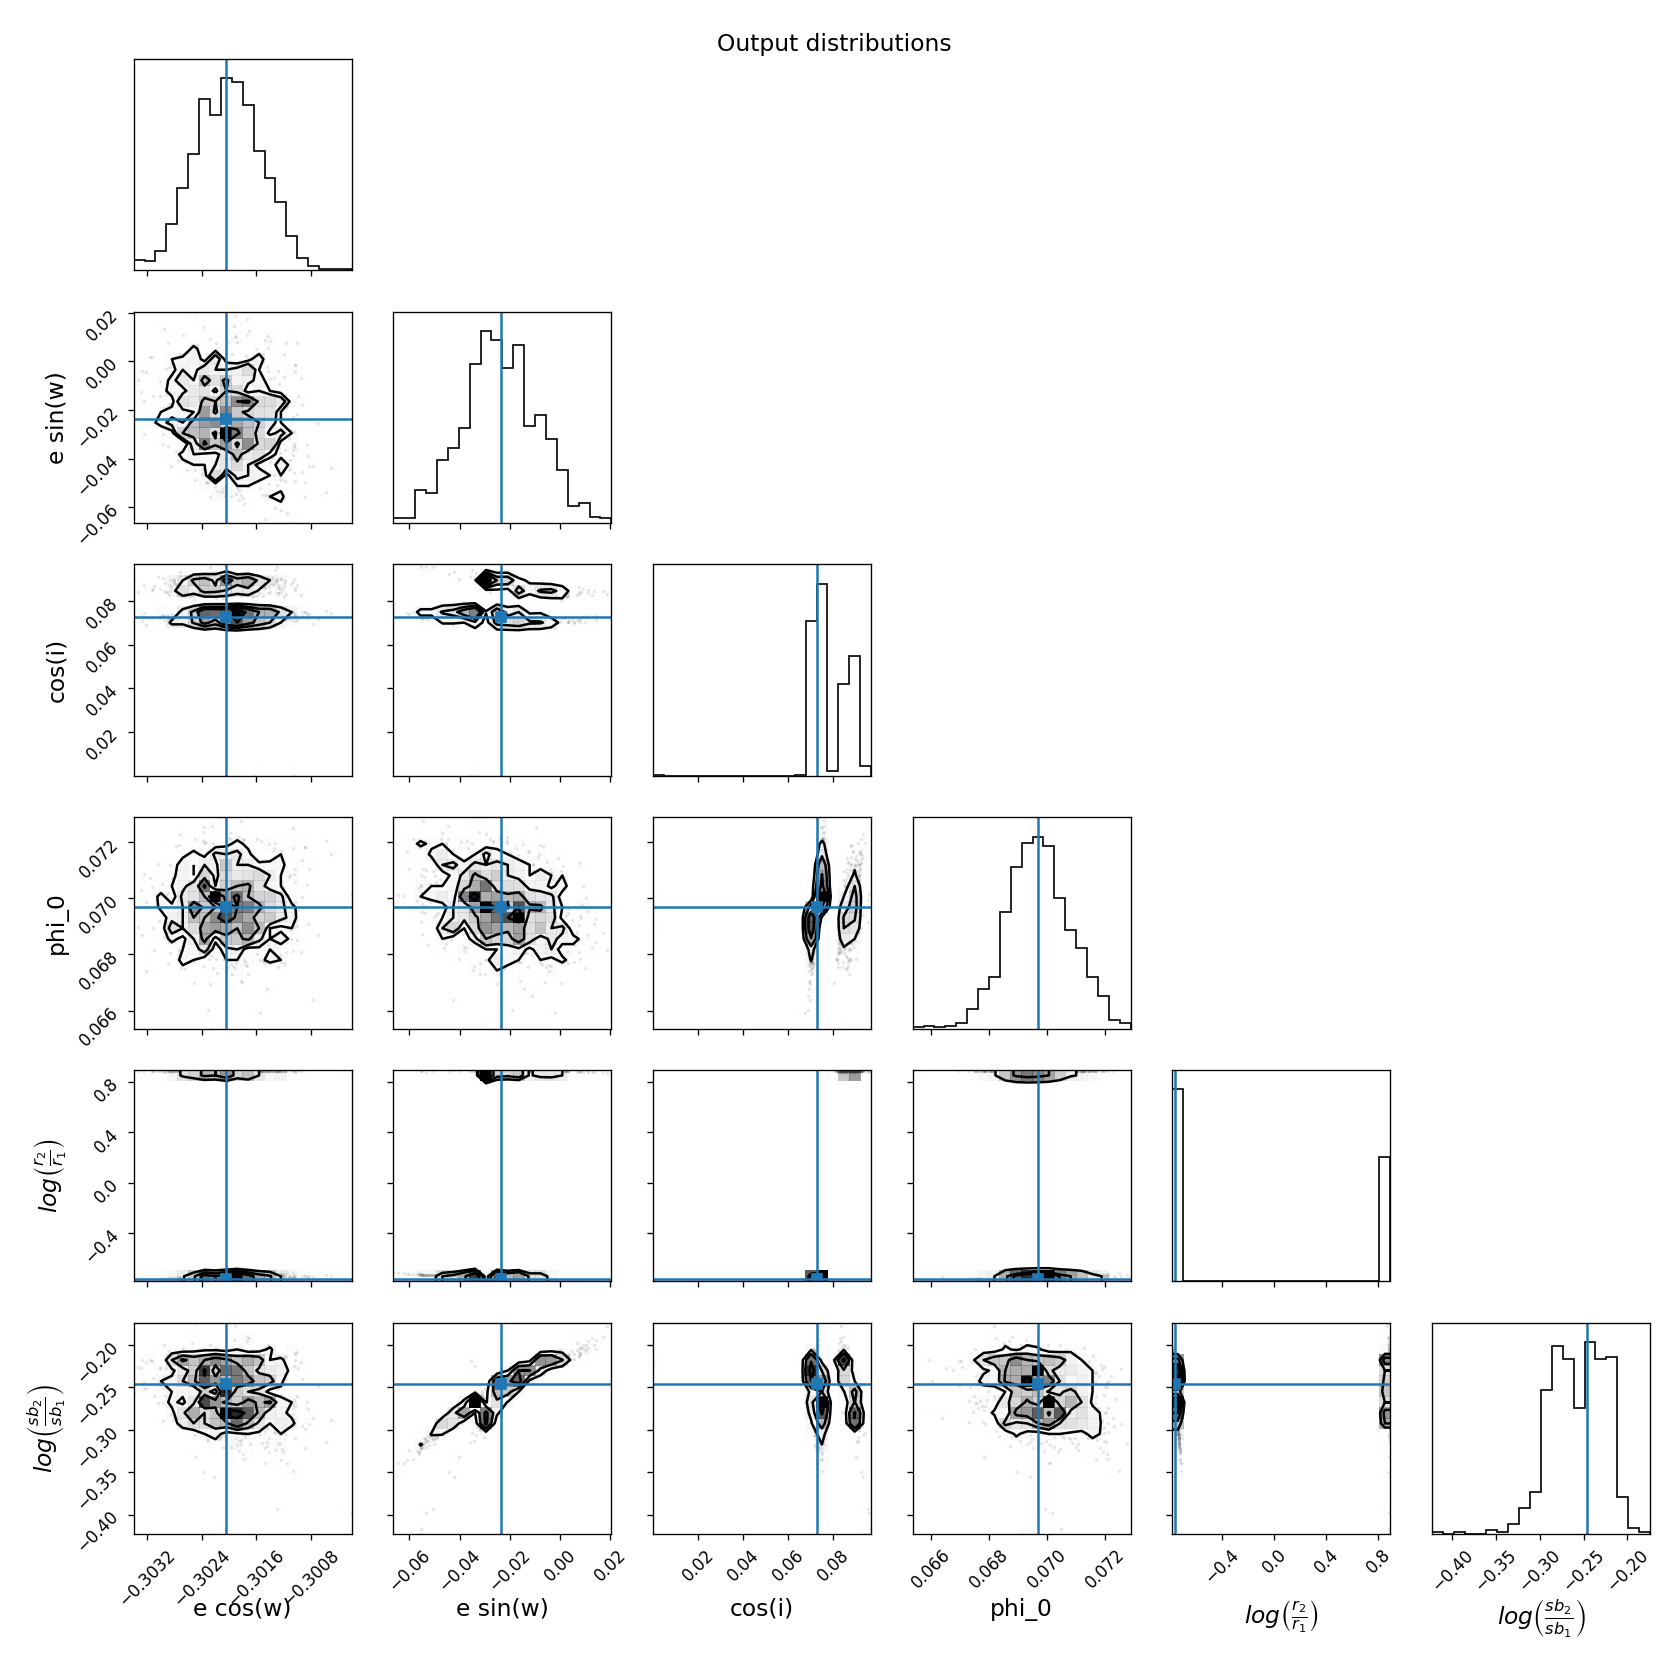 Output distributions
0.02
0.00
−0.02
−0.04
−0.06
e sin(w)
0.08
0.06
0.04
0.02
cos(i)
0.072
0.070
0.068
0.066
phi_0
0.8
0.4
0.0
−0.4
log(r₂/r₁)
−0.20
−0.25
−0.30
−0.35
−0.40
log(sb₂/sb₁)
−0.3032 −0.3024 −0.3016 −0.3008
e cos(w)
−0.06 −0.04 −0.02 0.00 0.02
e sin(w)
0.02 0.04 0.06 0.08
cos(i)
0.066 0.068 0.070 0.072
phi_0
−0.4 0.0 0.4 0.8
log(r₂/r₁)
−0.40 −0.35 −0.30 −0.25 −0.20
log(sb₂/sb₁)